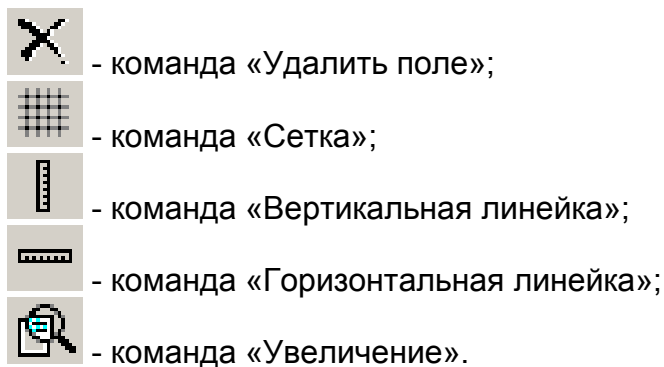 - команда «Удалить поле»;
- команда «Сетка»;
- команда «Вертикальная линейка»;
- команда «Горизонтальная линейка»;
- команда «Увеличение».